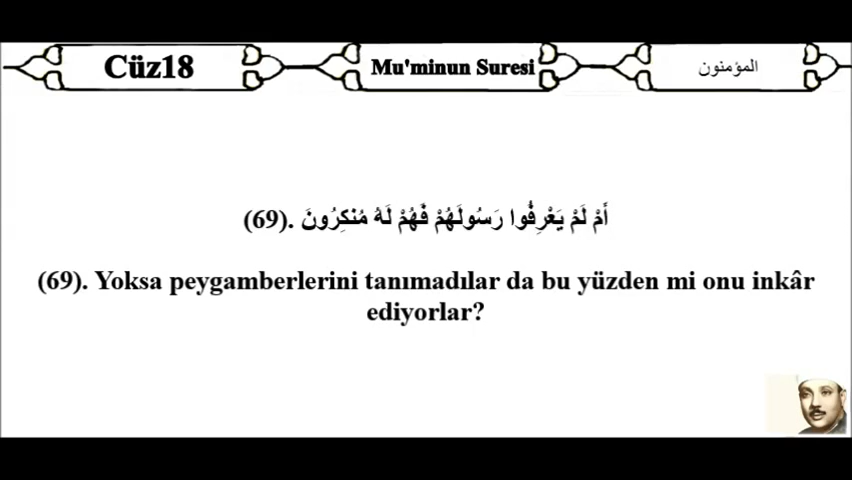 Cüz18
Mu'minun Suresi
المؤمنون
أَمْ لَمْ يَعْرِفُوا رَسُولَهُمْ فَهُمْ لَهُ مُنْكِرُونَ .(69)
(69). Yoksa peygamberlerini tanımadılar da bu yüzden mi onu inkâr
ediyorlar?